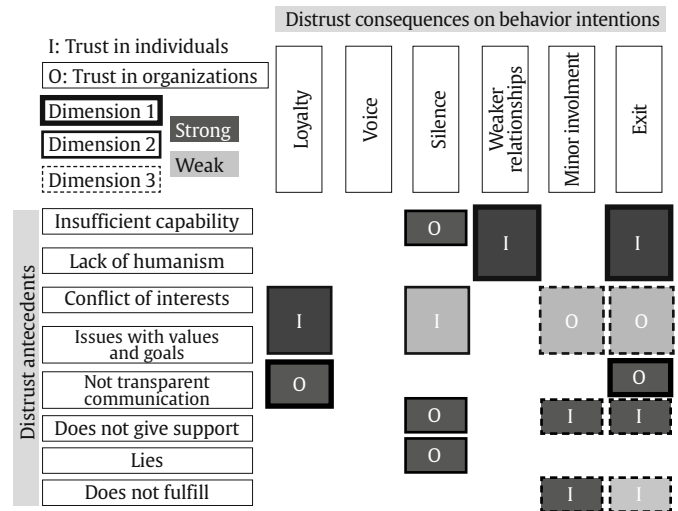 Distrust consequences on behavior intentions
I: Trust in individuals
O: Trust in organizations
Dimension 1
Dimension 2
Dimension 3
Strong
Weak
Loyalty
Voice
Silence
Weaker
relationships
Minor involment
Exit
Distrust antecedents
Insufficient capability
O
I
I
Lack of humanism
Conflict of interests
I
I
O
O
Issues with values
and goals
Not transparent
communication
O
O
Does not give support
O
I
I
Lies
O
Does not fulfill
I
I